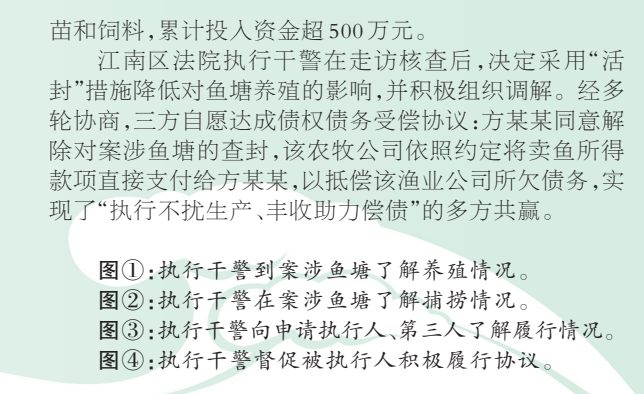 苗和饲料，累计投入资金超500万元。
江南区法院执行干警在走访核查后，决定采用“活
封”措施降低对鱼塘养殖的影响，并积极组织调解。经多
轮协商，三方自愿达成债权债务受偿协议：方某某同意解
除对案涉鱼塘的查封，该农牧公司依照约定将卖鱼所得
款项直接支付给方某某，以抵偿该渔业公司所欠债务，实
现了“执行不扰生产、丰收助力偿债”的多方共赢。
图①：执行干警到案涉鱼塘了解养殖情况。
图②：执行干警在案涉鱼塘了解捕捞情况。
图③：执行干警向申请执行人、第三人了解履行情况。
图④：执行干警督促被执行人积极履行协议。